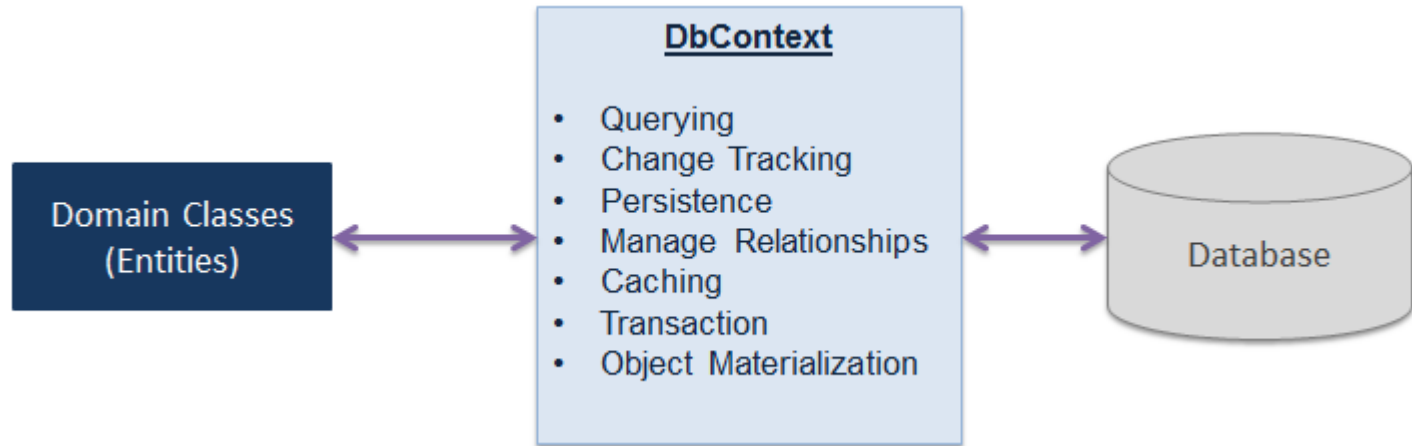 DbContext
• Querying
• Change Tracking
• Persistence
• Manage Relationships
• Caching
• Transaction
• Object Materialization
Domain Classes
(Entities)
Database